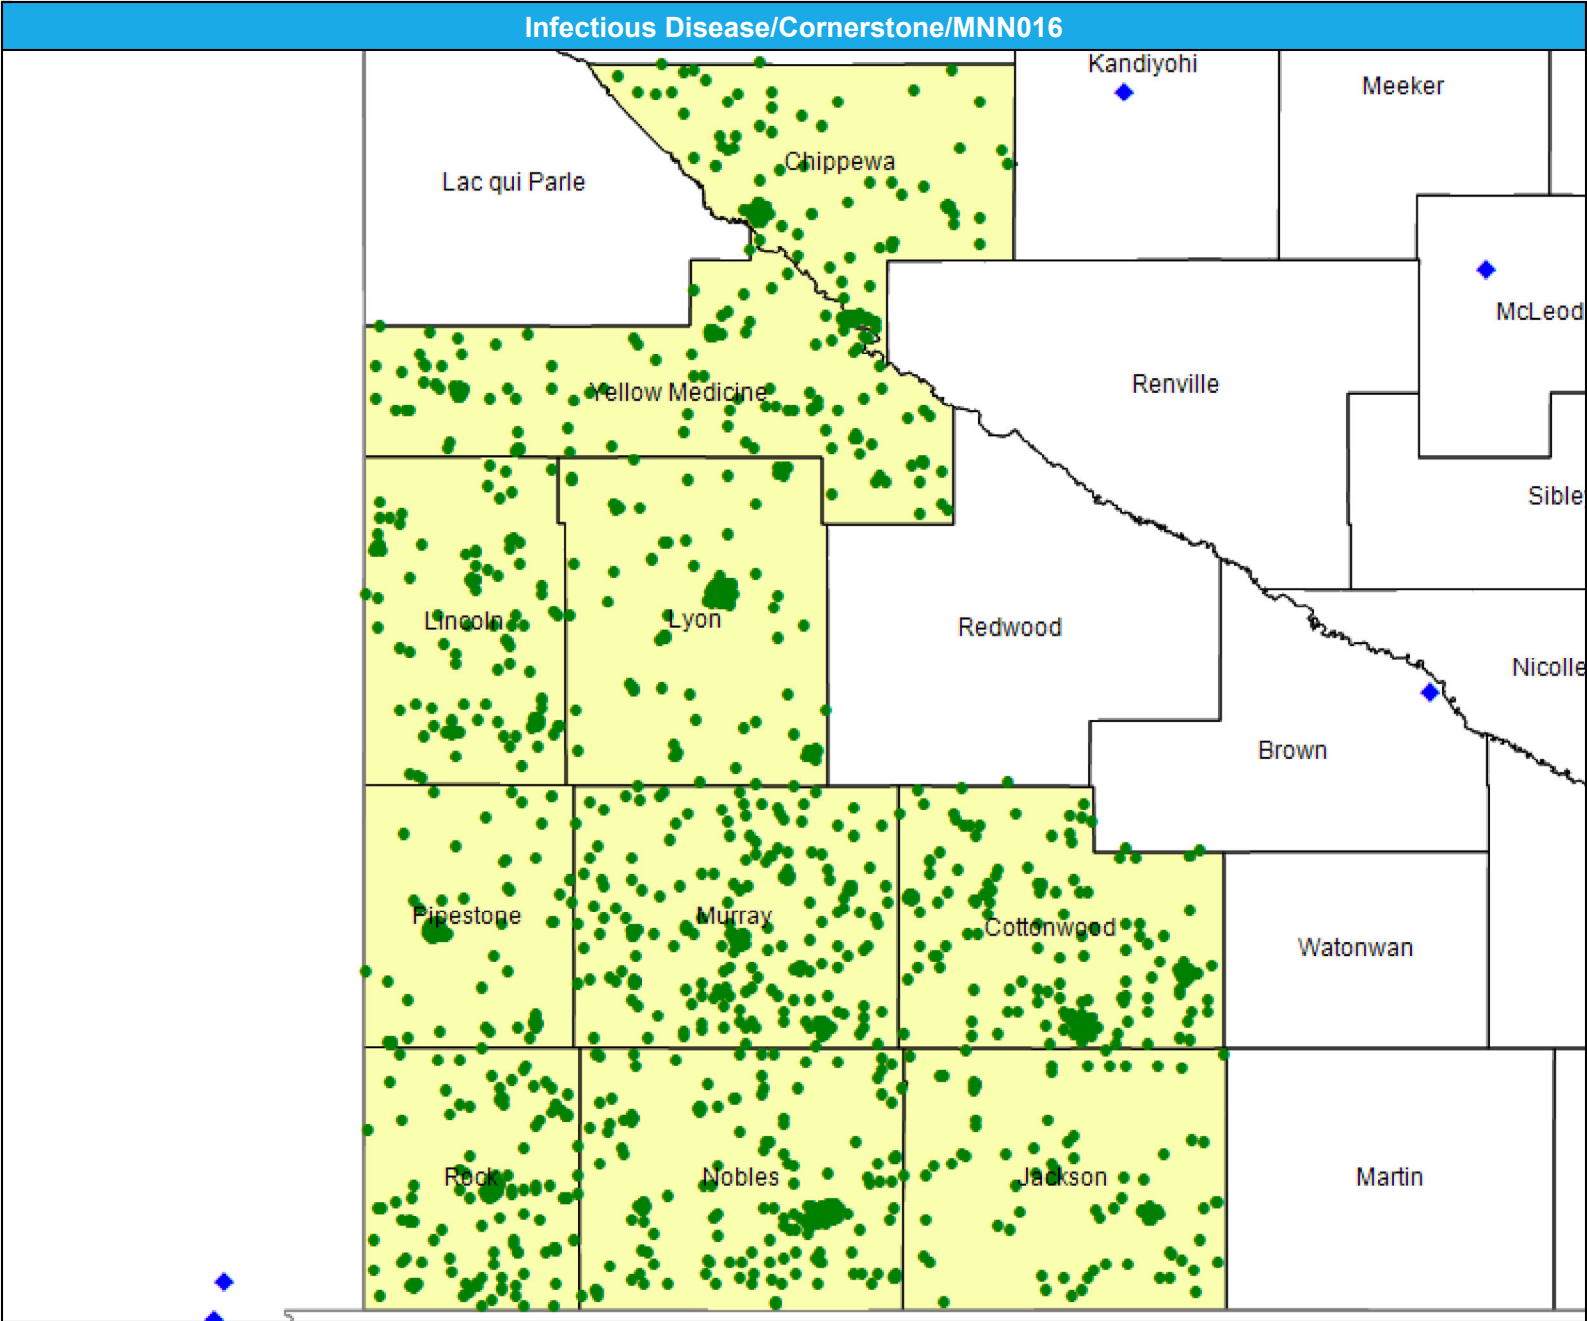 Infectious Disease/Cornerstone/MNN016
Kandiyohi
Meeker
Chippewa
Lac qui Parle
McLeod
Renville
Yellow Medicine
Sible
Lincoln
Lyon
Redwood
Nicolle
Brown
Pipestone
Murray
Cottonwood
Watonwan
Rock
Nobles
Jackson
Martin